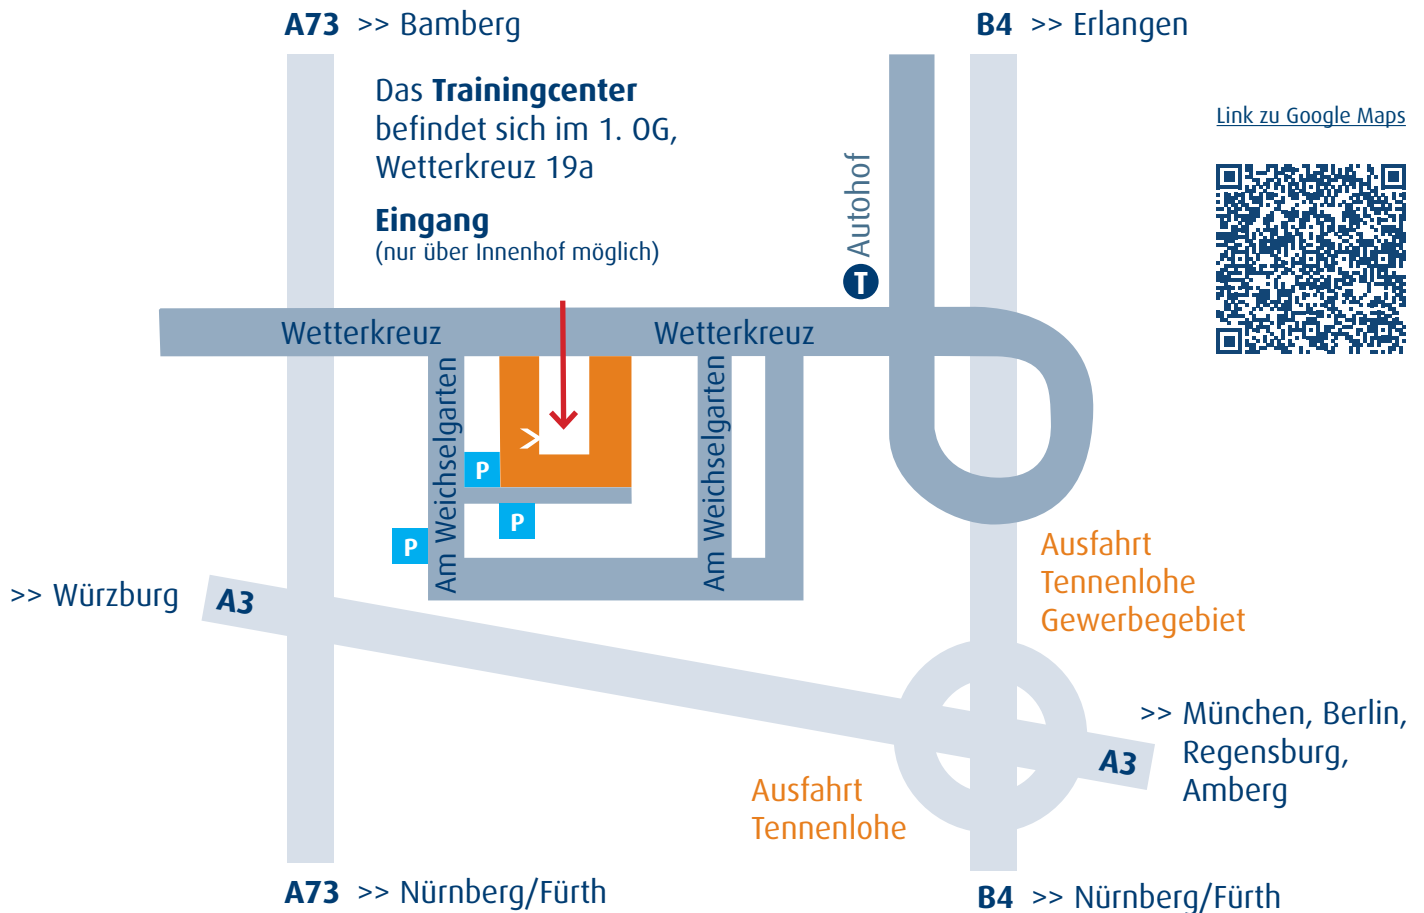 A73 >> Bamberg
B4 >> Erlangen
Das Trainingcenter
befindet sich im 1. OG,
Wetterkreuz 19a
Eingang
(nur über Innenhof möglich)
Link zu Google Maps
Autohof
T
Wetterkreuz
Wetterkreuz
Am Weichselgarten
Am Weichselgarten
P
P
P
Ausfahrt
Tennenlohe
Gewerbegebiet
>> Würzburg
A3
>> München, Berlin,
Regensburg,
Amberg
A3
Ausfahrt
Tennenlohe
A73 >> Nürnberg/Fürth
B4 >> Nürnberg/Fürth